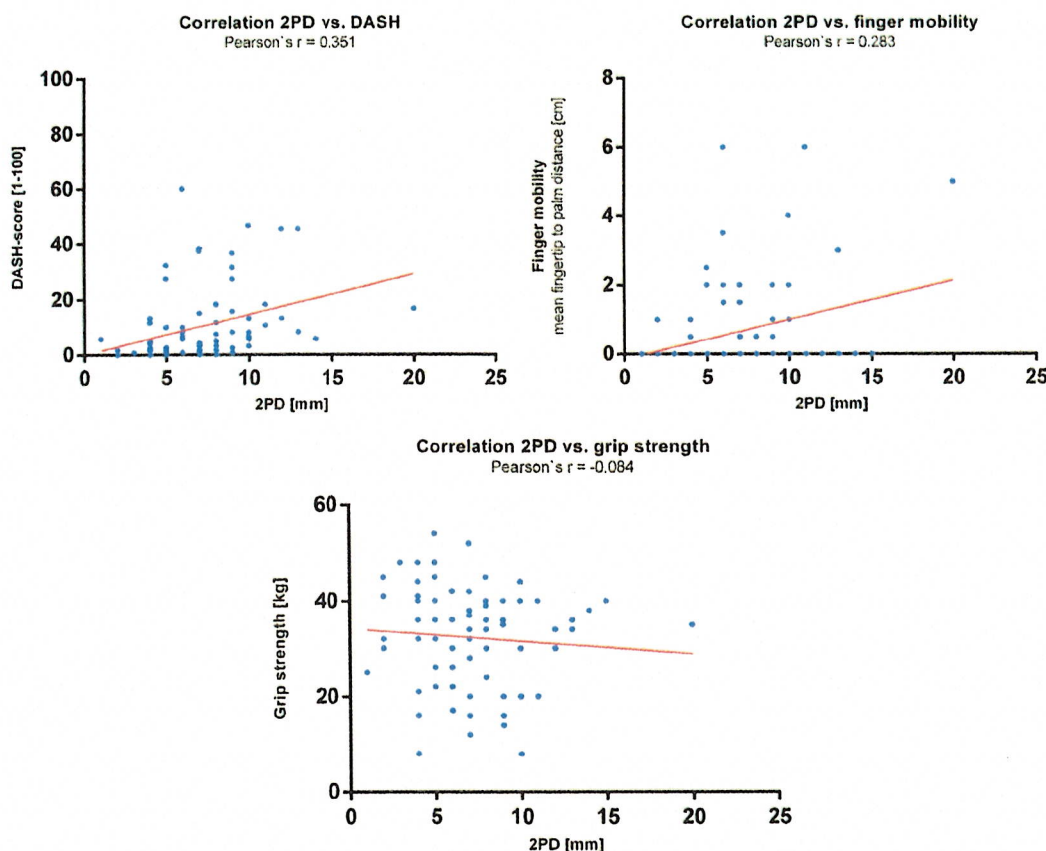 Correlation 2PD vs. DASH
Pearson`s r = 0.351
100
80
60
40
20
0
DASH-score [1-100]
0 5 10 15 20 25
2PD [mm]
Correlation 2PD vs. finger mobility
Pearson`s r = 0.283
8
6
4
2
0
Finger mobility
mean fingertip to palm distance [cm]
0 5 10 15 20 25
2PD [mm]
Correlation 2PD vs. grip strength
Pearson`s r = -0.084
60
40
20
0
Grip strength [kg]
0 5 10 15 20 25
2PD [mm]